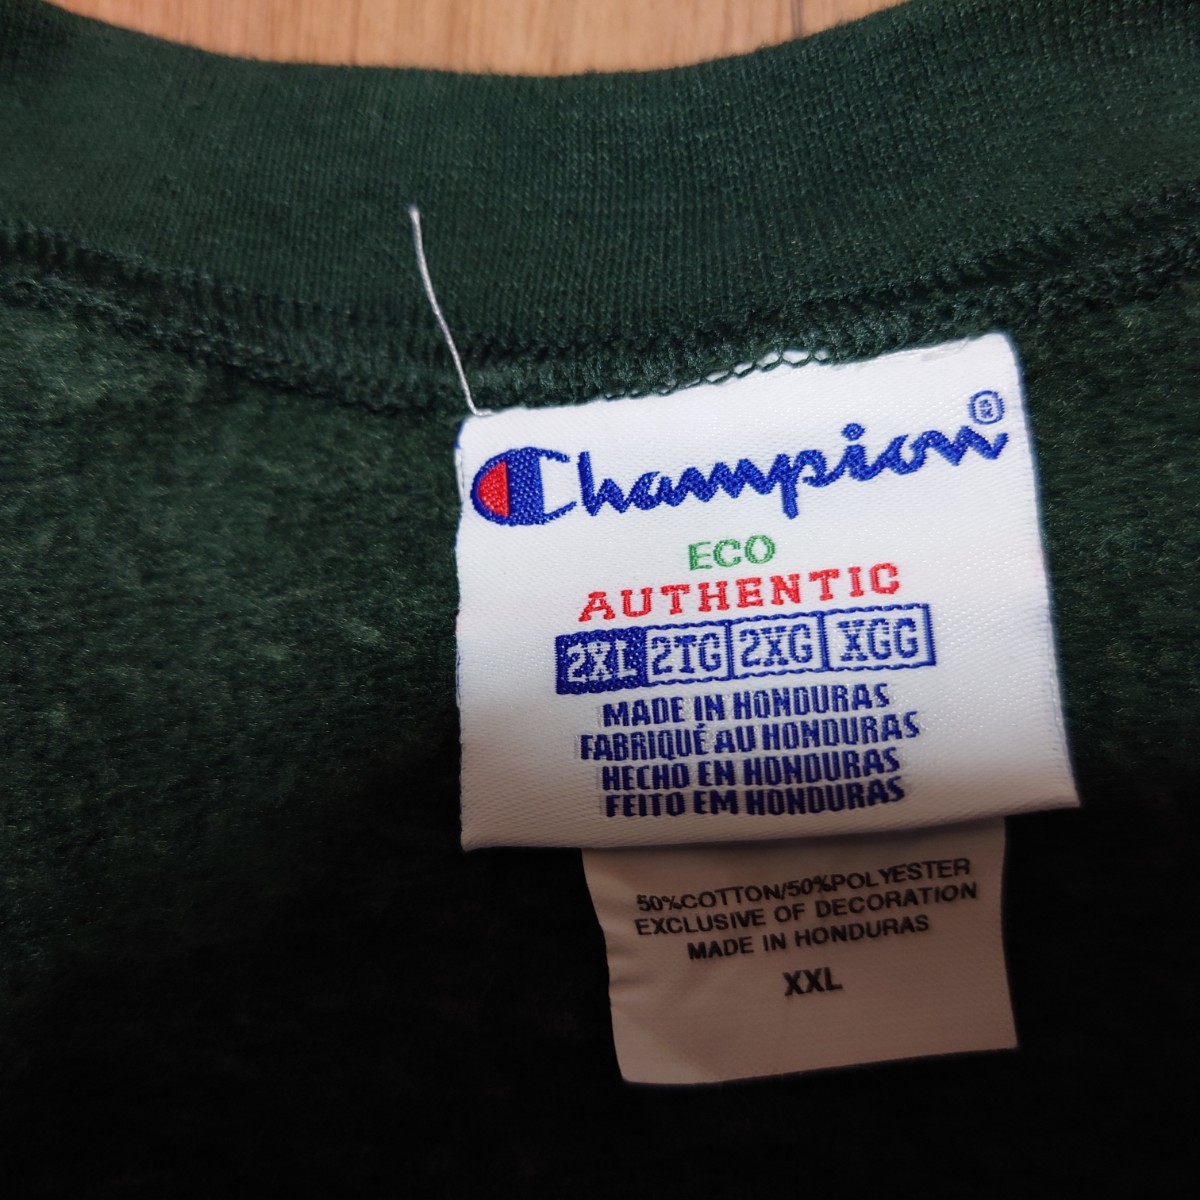 Champion®
ECO
AUTHENTIC
2XL 2TG 2XG XGG
MADE IN HONDURAS
FABRIQUÉ AU HONDURAS
HECHO EN HONDURAS
FEITO EM HONDURAS
50%COTTON/50%POLYESTER
EXCLUSIVE OF DECORATION
MADE IN HONDURAS
XXL